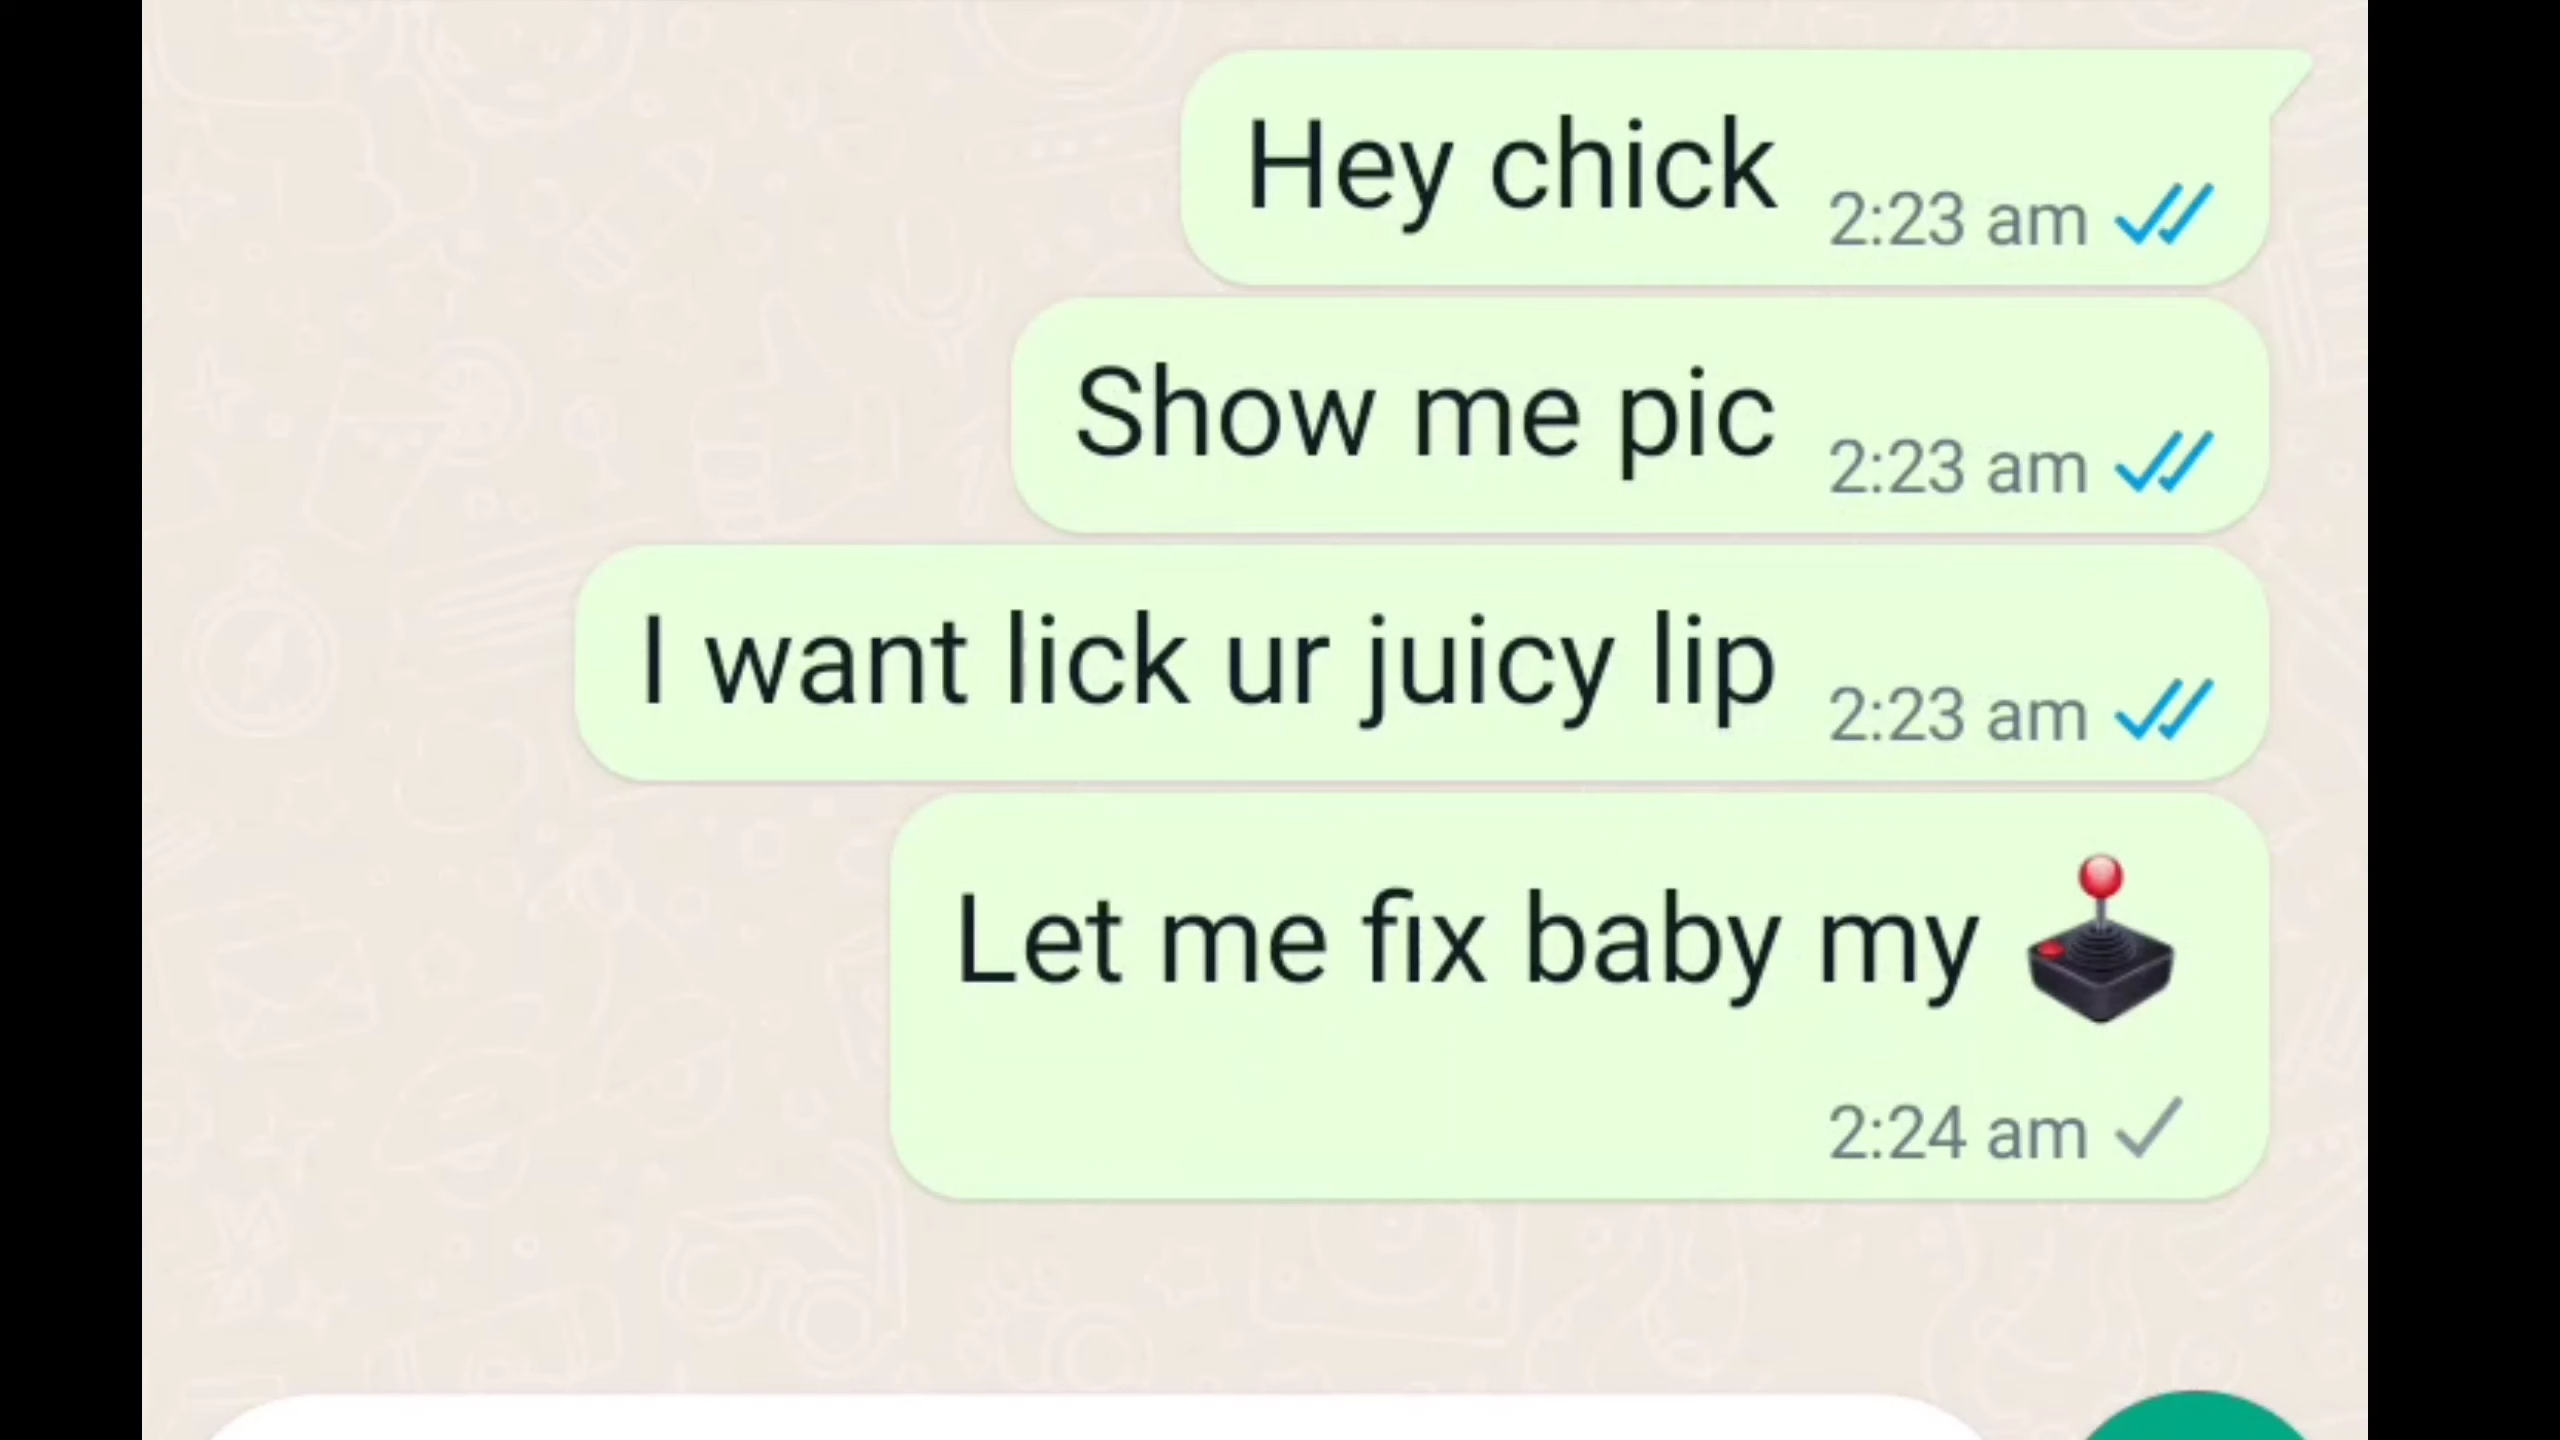 Hey chick 2:23 am
Show me pic 2:23 am
I want lick ur juicy lip 2:23 am
Let me fix baby my 🕹️
2:24 am